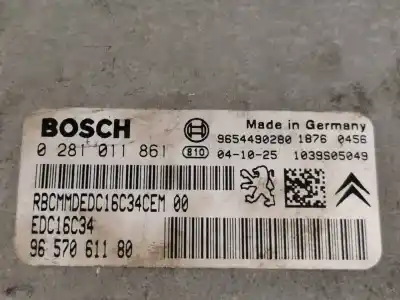 BOSCH
Made in Germany
9654490280 1876 0456
0 281 011 861
810
04-10-25
1039S05049
RBCMMDEDC16C34CEM 00
EDC16C34
96 570 611 80